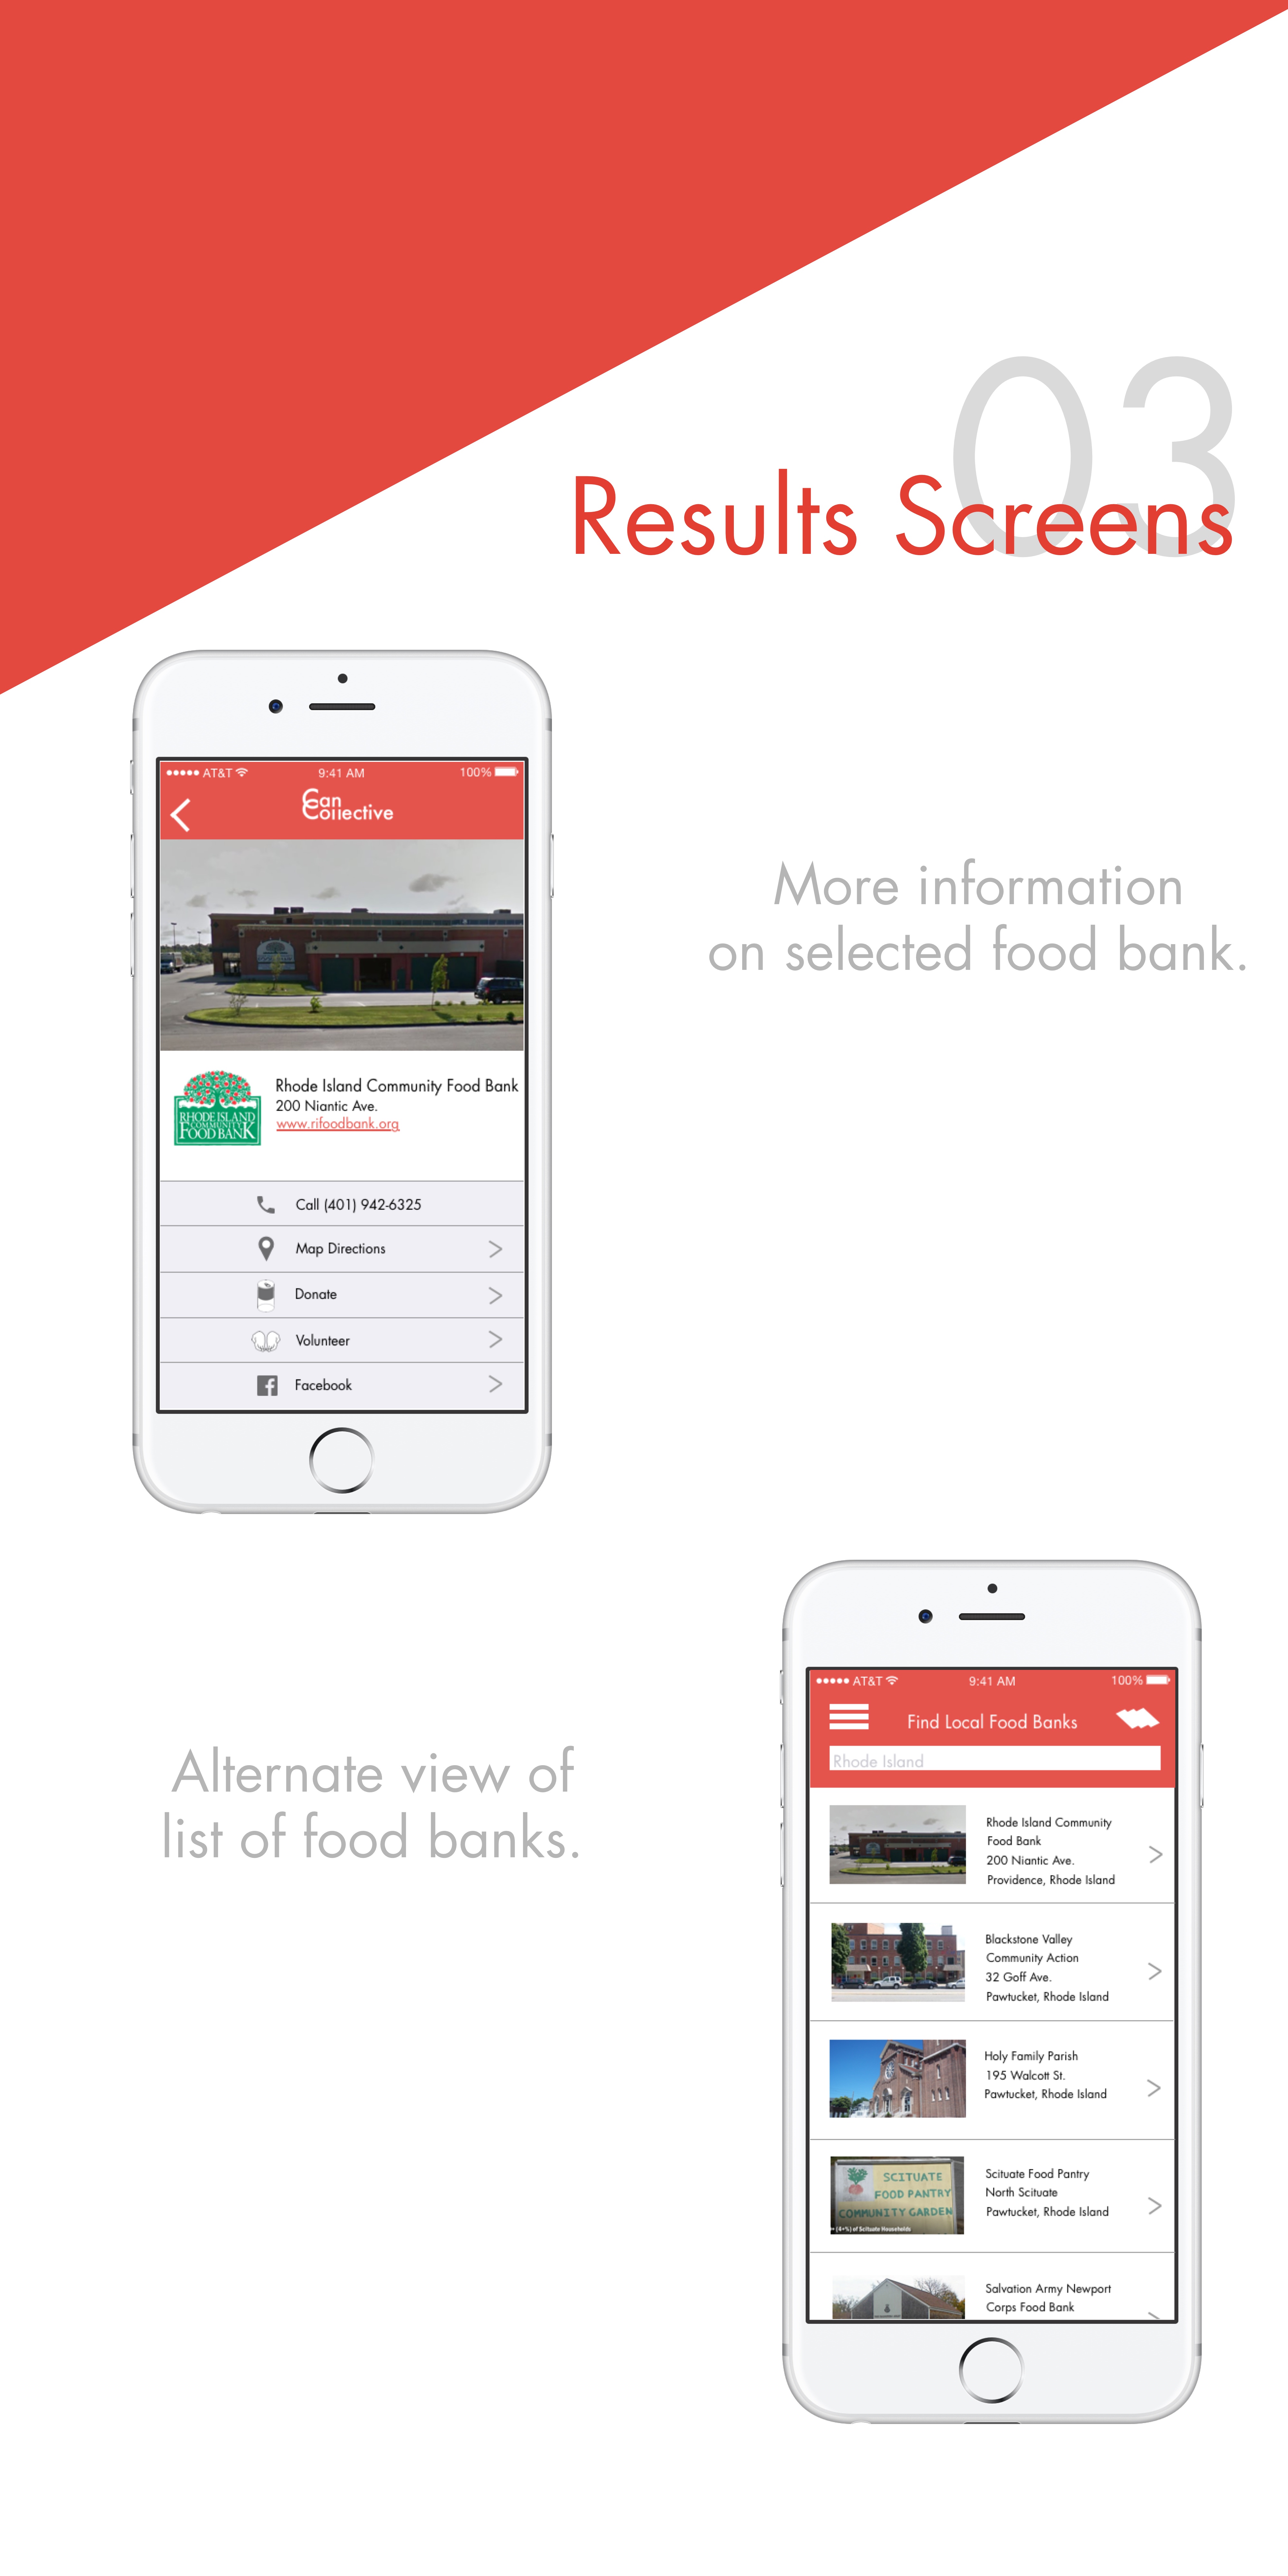 03
Results Screens
AT&T 9:41 AM 100%
Can
Collective
More information
on selected food bank.
Rhode Island Community Food Bank
200 Niantic Ave.
www.rifoodbank.org
RHODE ISLAND
COMMUNITY
FOOD BANK
Call (401) 942-6325
Map Directions
Donate
Volunteer
Facebook
AT&T 9:41 AM 100%
Find Local Food Banks
Rhode Island
Alternate view of
list of food banks.
Rhode Island Community
Food Bank
200 Niantic Ave.
Providence, Rhode Island
Blackstone Valley
Community Action
32 Goff Ave.
Pawtucket, Rhode Island
Holy Family Parish
195 Walcott St.
Pawtucket, Rhode Island
SCITUATE
FOOD PANTRY
COMMUNITY GARDEN
(4+%) of Scituate Households
Scituate Food Pantry
North Scituate
Pawtucket, Rhode Island
Salvation Army Newport
Corps Food Bank